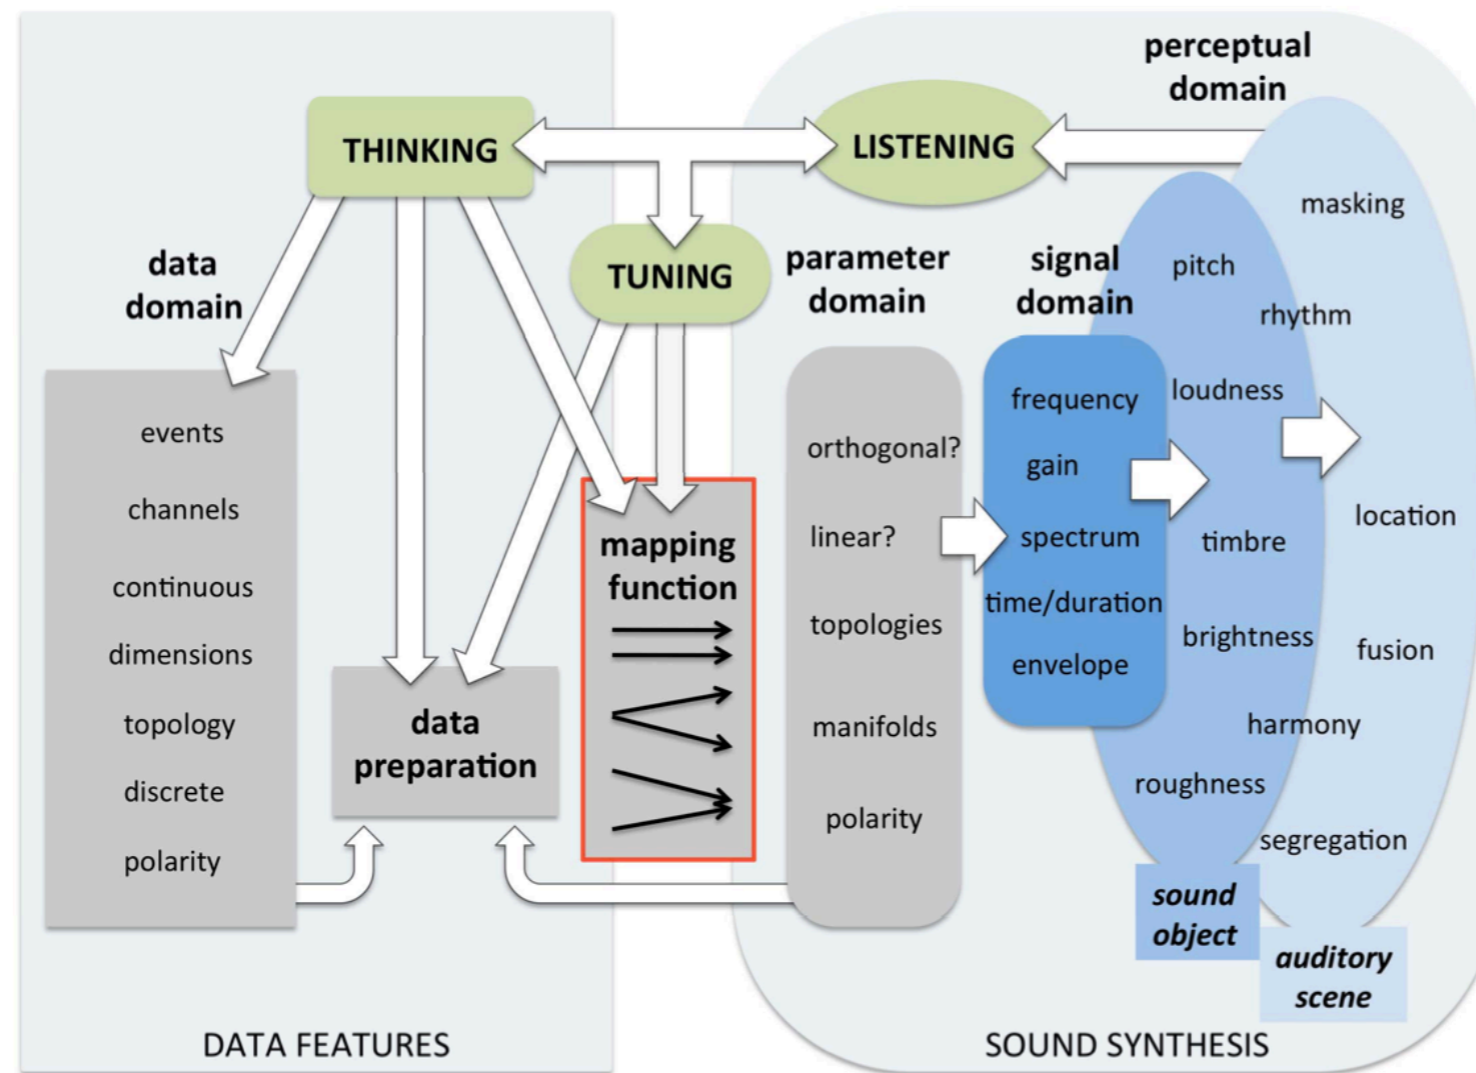 perceptual
domain
THINKING
LISTENING
masking
data
domain
TUNING
parameter
domain
signal
domain
pitch
rhythm
events
channels
continuous
dimensions
topology
discrete
polarity
data
preparation
mapping
function
orthogonal?
linear?
topologies
manifolds
polarity
frequency
gain
spectrum
time/duration
envelope
loudness
timbre
brightness
harmony
roughness
location
fusion
segregation
sound
object
auditory
scene
DATA FEATURES
SOUND SYNTHESIS